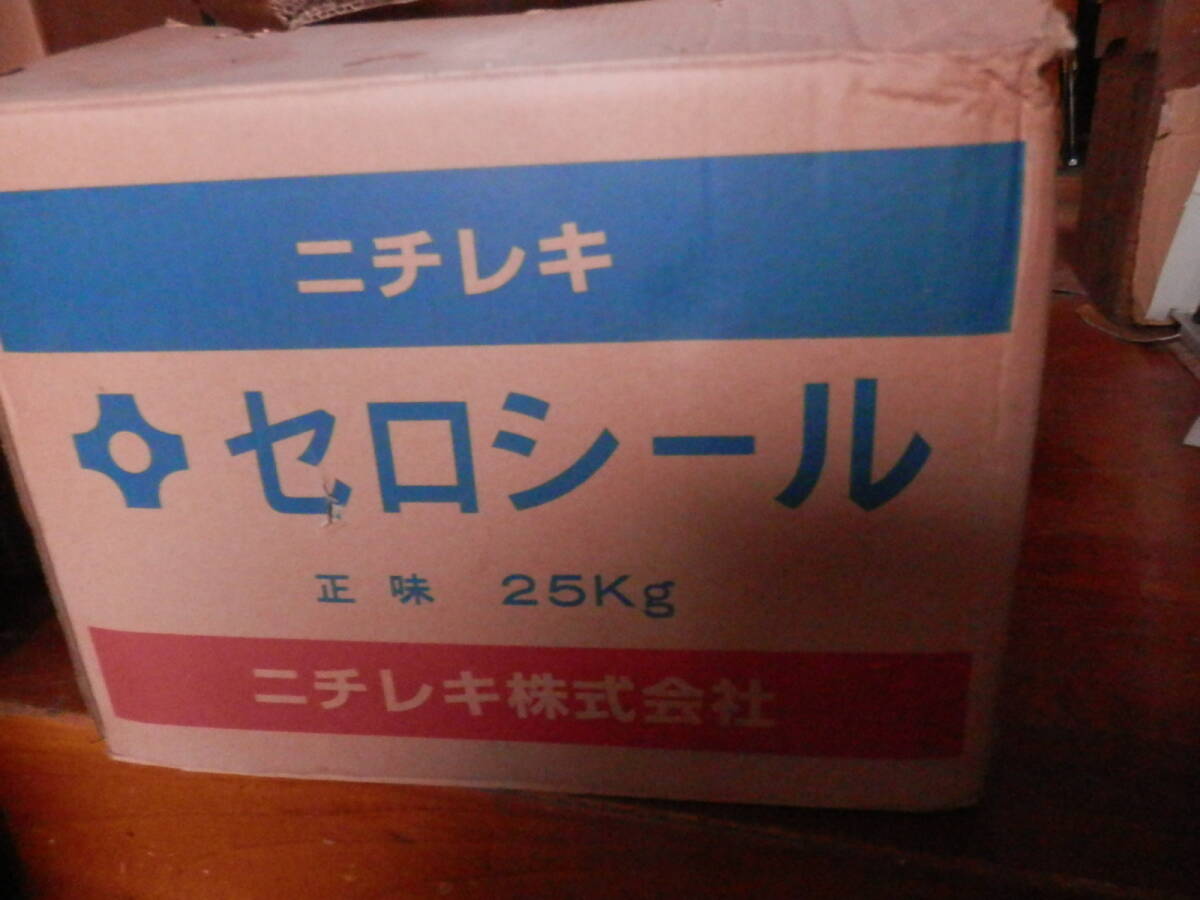 ニチレキ
セロシール
正味 25Kg
ニチレキ株式会社